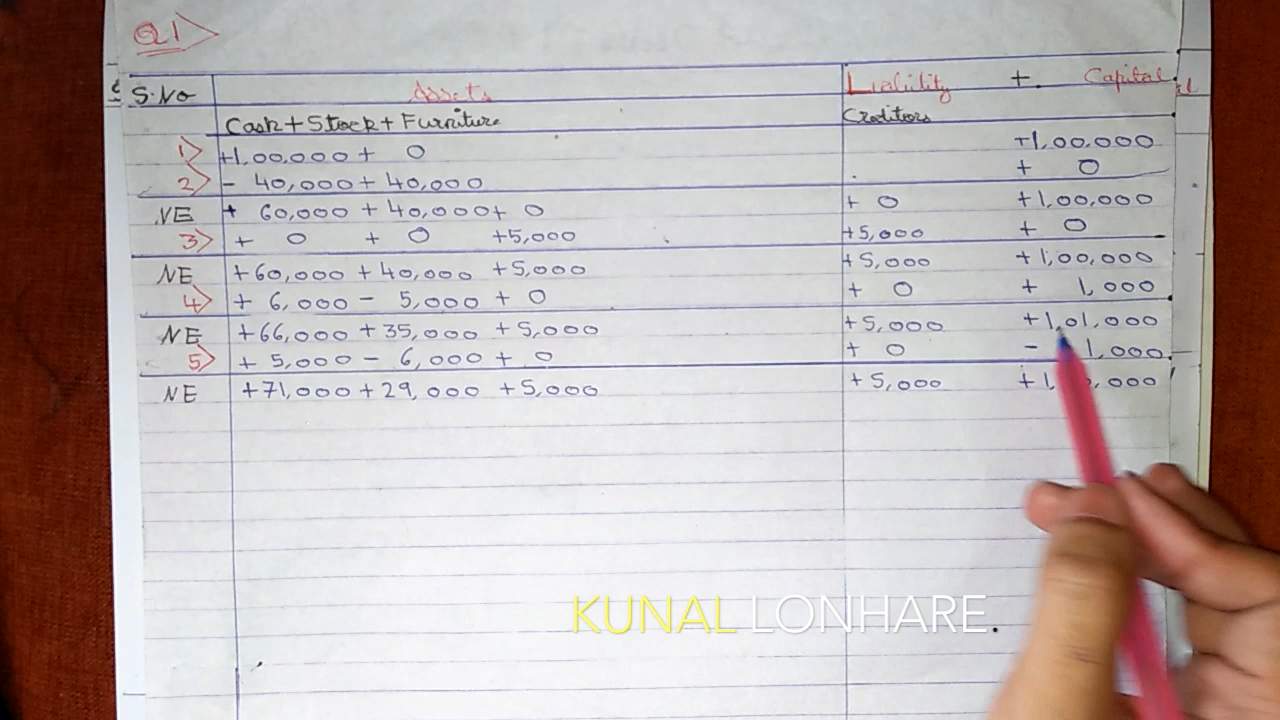 Q1
S.No Assets Liability + Capital
Cash+Stock+Furniture Creditors
1) +1,00,000 + 0 +1,00,000
2) - 40,000 + 40,000 + 0
NE + 60,000 + 40,000 + 0 + 0 +1,00,000
3) + 0 + 0 +5,000 +5,000 + 0
NE +60,000 +40,000 +5,000 +5,000 +1,00,000
4) + 6,000 - 5,000 + 0 + 0 + 1,000
NE +66,000 +35,000 +5,000 +5,000 +1,01,000
5) + 5,000 - 6,000 + 0 + 0 - 1,000
NE +71,000 +29,000 +5,000 +5,000
KUNAL LONHARE.